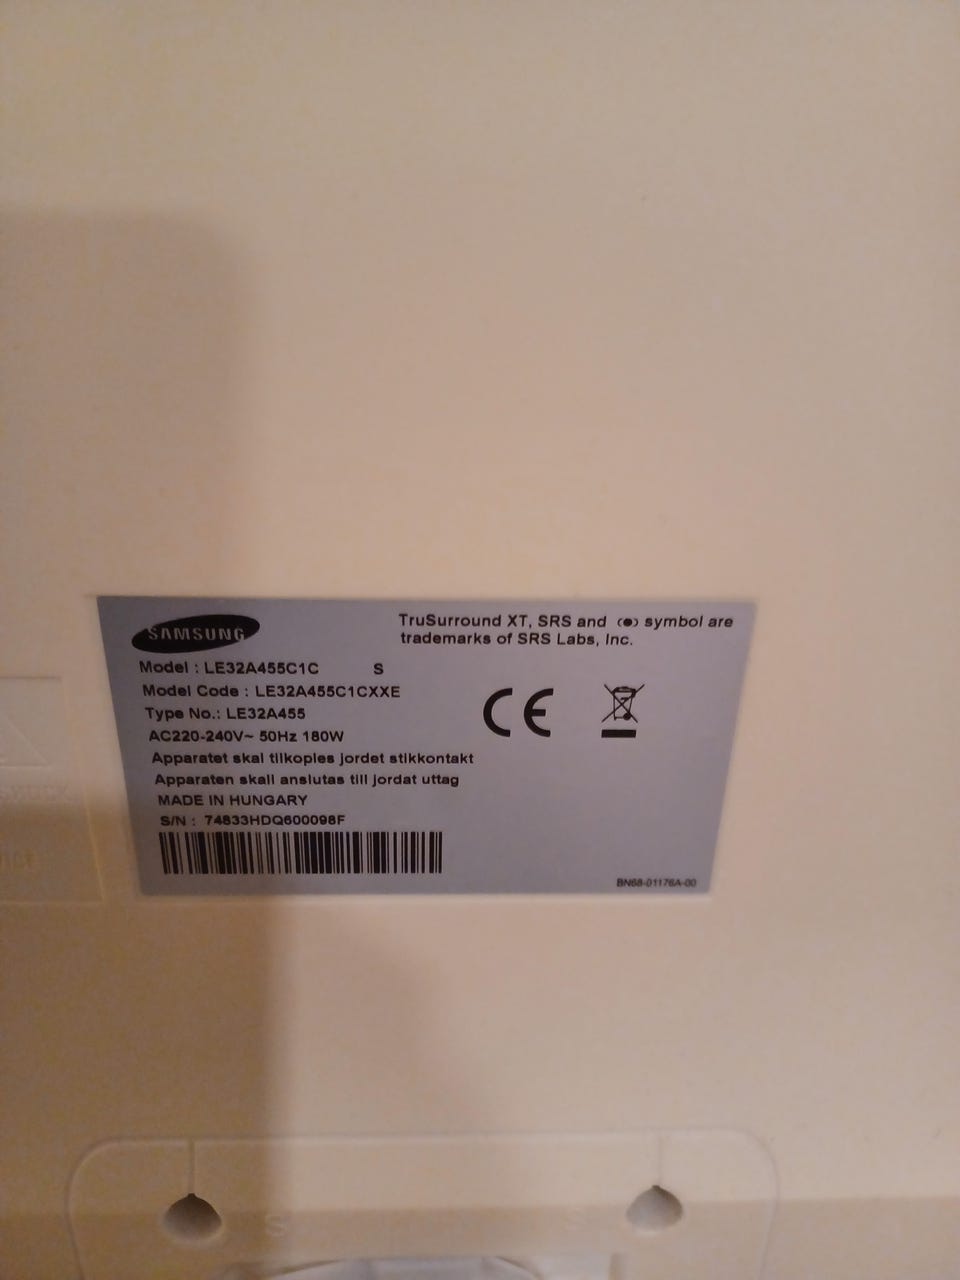 SAMSUNG
TruSurround XT, SRS and (●) symbol are
trademarks of SRS Labs, Inc.
Model : LE32A455C1C S
Model Code : LE32A455C1CXXE
Type No.: LE32A455
AC220-240V~ 50Hz 180W
Apparatet skal tilkoples jordet stikkontakt
Apparaten skall anslutas till jordat uttag
MADE IN HUNGARY
S/N : 74833HDQ600098F
CE
BN68-01176A-00